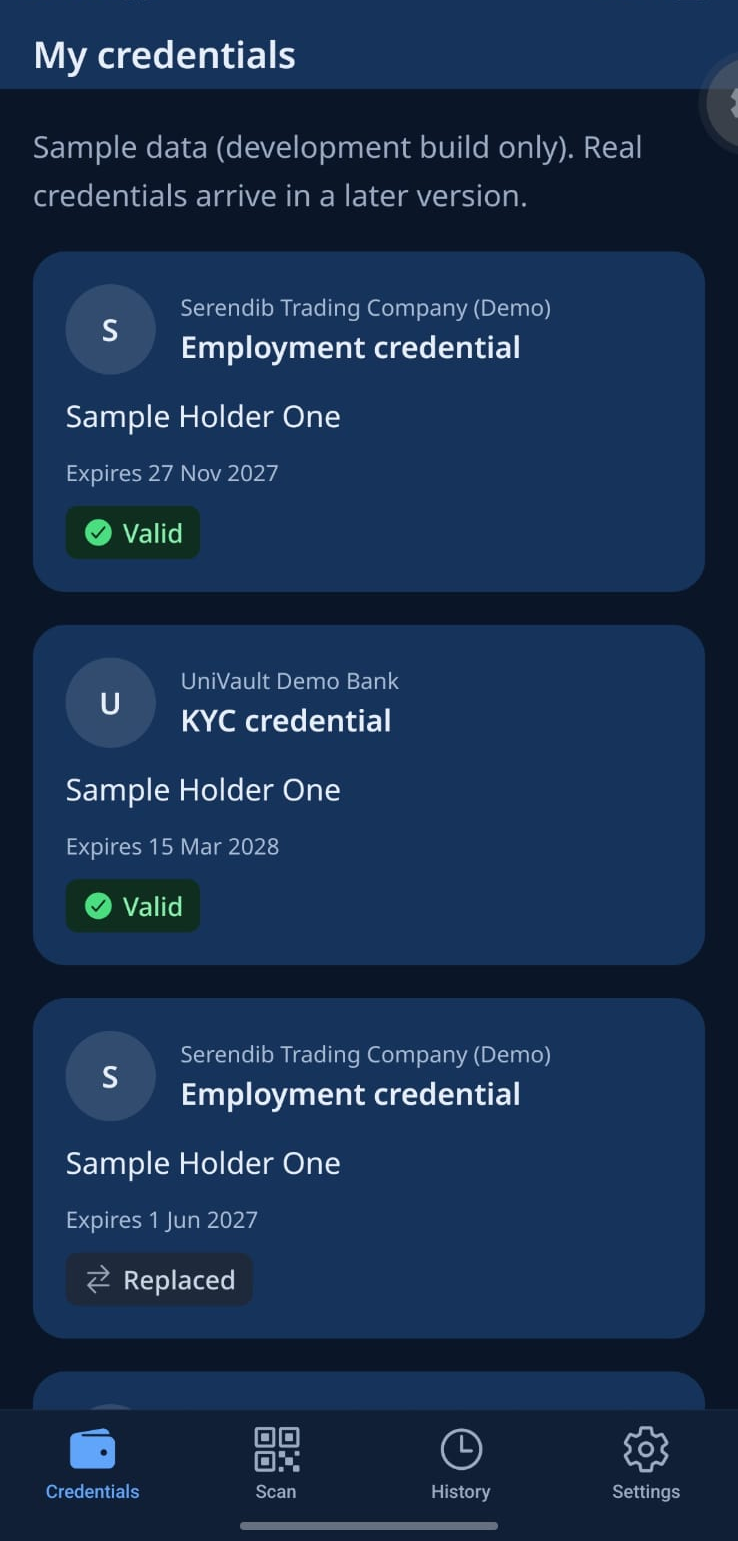 My credentials
Sample data (development build only). Real
credentials arrive in a later version.
S
Serendib Trading Company (Demo)
Employment credential
Sample Holder One
Expires 27 Nov 2027
Valid
U
UniVault Demo Bank
KYC credential
Sample Holder One
Expires 15 Mar 2028
Valid
S
Serendib Trading Company (Demo)
Employment credential
Sample Holder One
Expires 1 Jun 2027
Replaced
Credentials
Scan
History
Settings